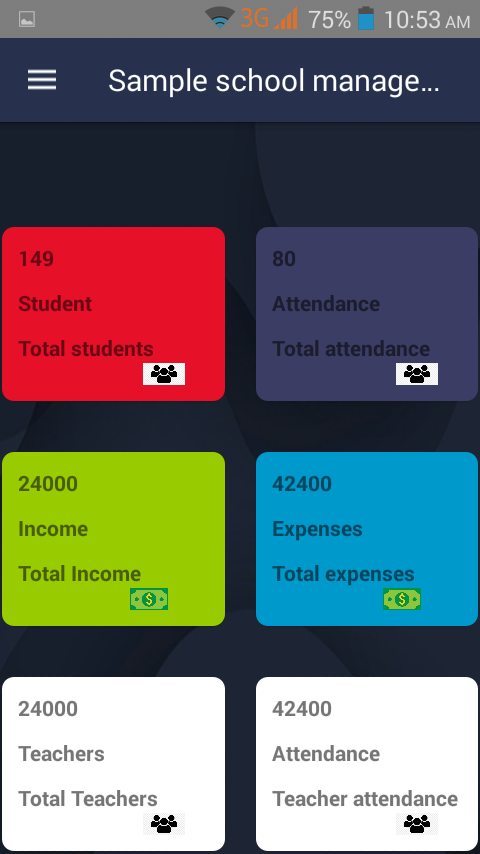 3G 75% 10:53 AM
Sample school manage...
149
Student
Total students
80
Attendance
Total attendance
24000
Income
Total Income
42400
Expenses
Total expenses
24000
Teachers
Total Teachers
42400
Attendance
Teacher attendance